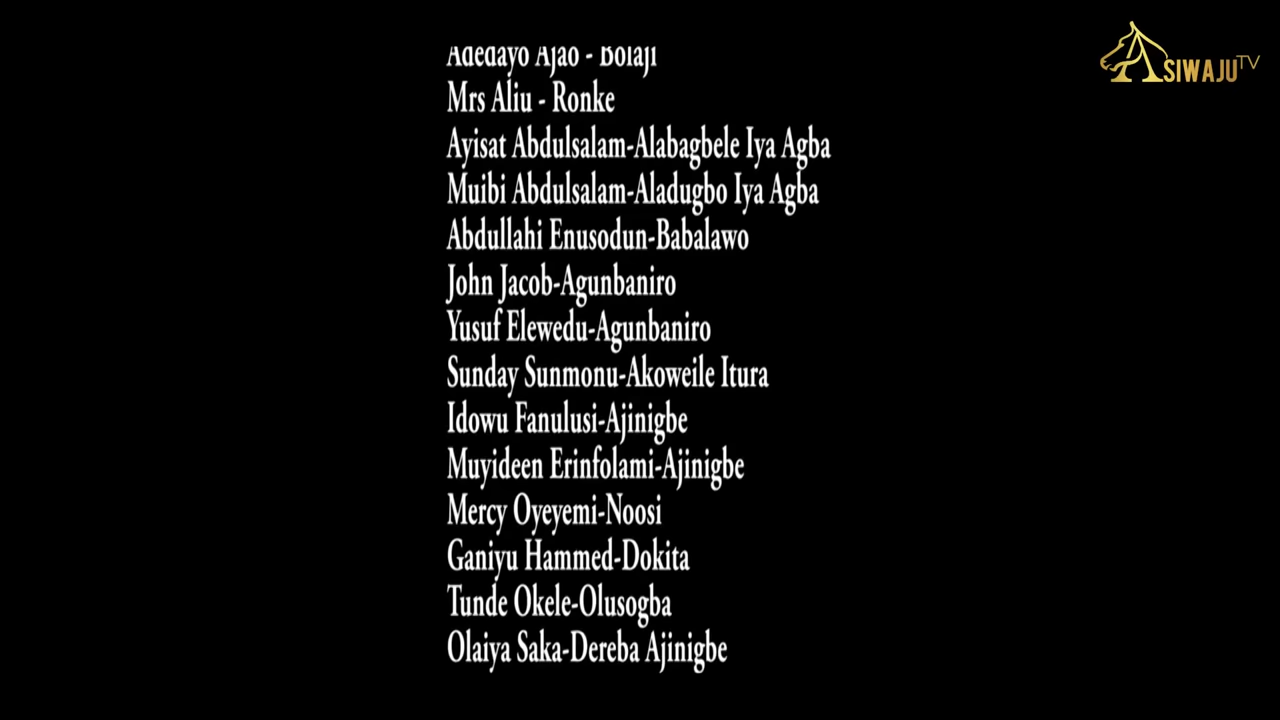 Adedayo Ajao - Bolaji
Mrs Aliu - Ronke
Ayisat Abdulsalam-Alabagbele Iya Agba
Muibi Abdulsalam-Aladugbo Iya Agba
Abdullahi Enusodun-Babalawo
John Jacob-Agunbaniro
Yusuf Elewedu-Agunbaniro
Sunday Sunmonu-Akoweile Itura
Idowu Fanulusi-Ajinigbe
Muyideen Erinfolami-Ajinigbe
Mercy Oyeyemi-Noosi
Ganiyu Hammed-Dokita
Tunde Okele-Olusogba
Olaiya Saka-Dereba Ajinigbe
ASIWAJU TV